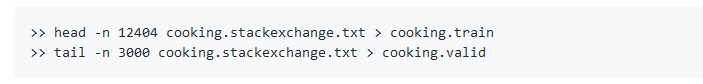 >> head -n 12404 cooking.stackexchange.txt > cooking.train
>> tail -n 3000 cooking.stackexchange.txt > cooking.valid